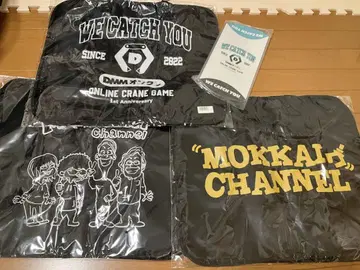 WE CATCH YOU
SINCE 2022
DMMオンクレ
ONLINE CRANE GAME
1st Anniversary
WE CATCH YOU
WE CATCH YOU
Channel
"MOKKAI"
CHANNEL